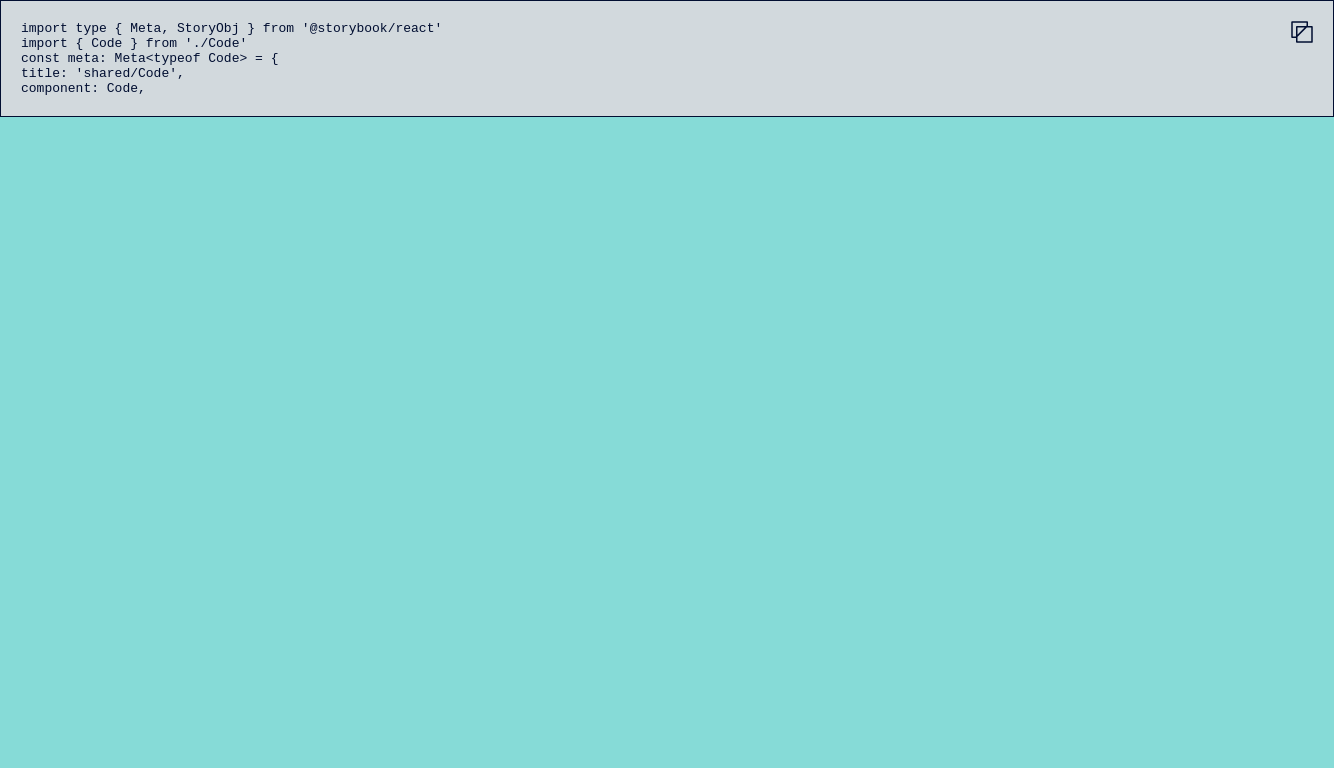 import type { Meta, StoryObj } from '@storybook/react'
import { Code } from './Code'
const meta: Meta<typeof Code> = {
title: 'shared/Code',
component: Code,